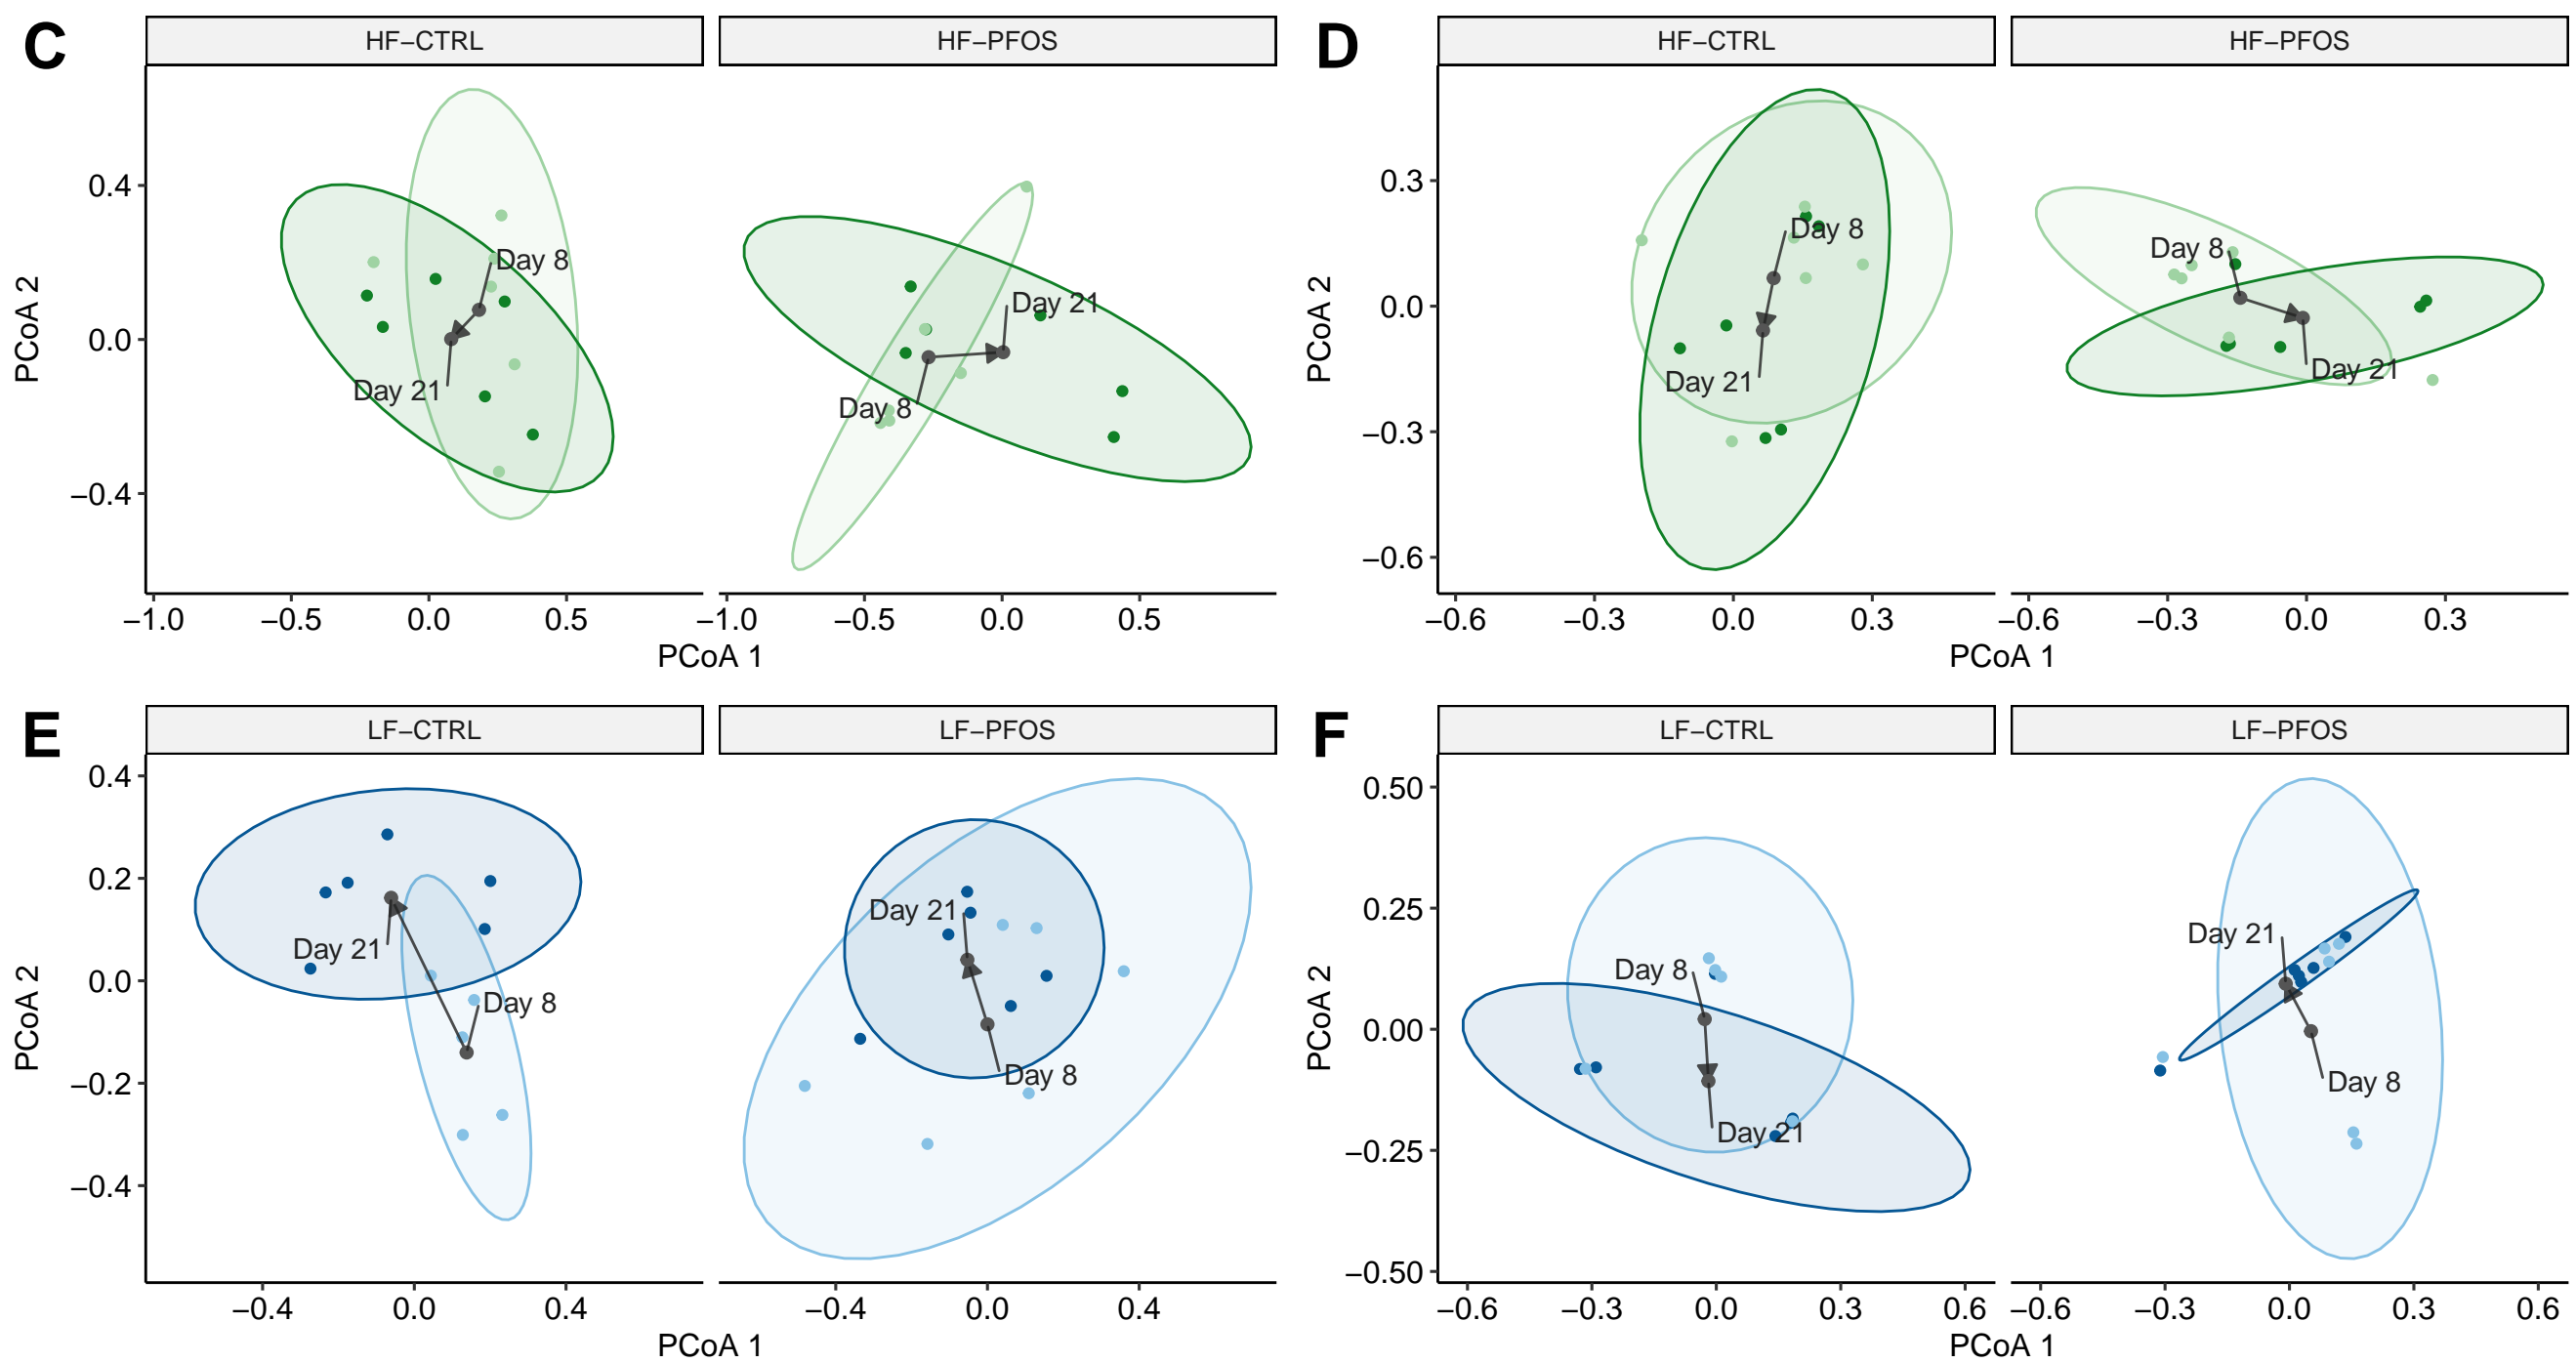 C
HF−CTRL
HF−PFOS
D
HF−CTRL
HF−PFOS
PCoA 2
0.4
0.0
−0.4
Day 8
Day 21
Day 21
Day 8
−1.0 −0.5 0.0 0.5
−1.0 −0.5 0.0 0.5
PCoA 1
PCoA 2
0.3
0.0
−0.3
−0.6
Day 8
Day 21
Day 8
Day 21
−0.6 −0.3 0.0 0.3
−0.6 −0.3 0.0 0.3
PCoA 1
E
LF−CTRL
LF−PFOS
F
LF−CTRL
LF−PFOS
PCoA 2
0.4
0.2
0.0
−0.2
−0.4
Day 21
Day 8
Day 21
Day 8
−0.4 0.0 0.4
−0.4 0.0 0.4
PCoA 1
PCoA 2
0.50
0.25
0.00
−0.25
−0.50
Day 8
Day 21
Day 21
Day 8
−0.6 −0.3 0.0 0.3 0.6
−0.6 −0.3 0.0 0.3 0.6
PCoA 1